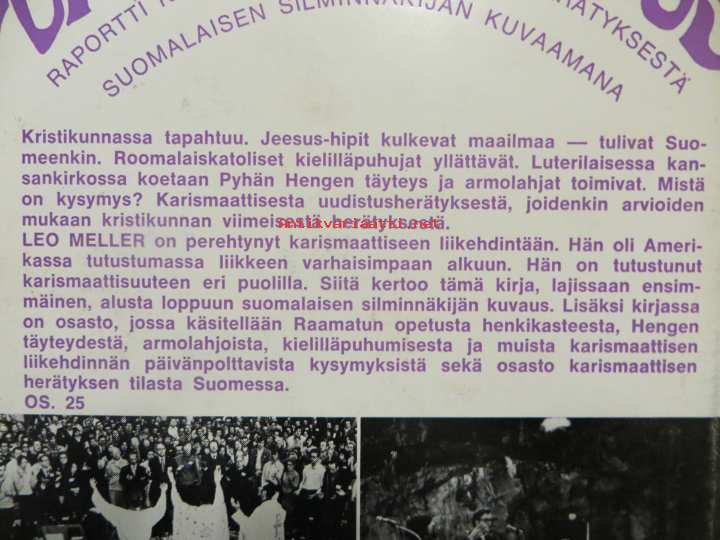 RAPORTTI
SUOMALAISEN SILMINNÄKIJÄN KUVAAMANA
Kristikunnassa tapahtuu. Jeesus-hipit kulkevat maailmaa — tulivat Suo-
meenkin. Roomalaiskatoliset kielilläpuhujat yllättävät. Luterilaisessa kan-
sankirkossa koetaan Pyhän Hengen täyteys ja armolahjat toimivat. Mistä
on kysymys? Karismaattisesta uudistusherätyksestä, joidenkin arvioiden
mukaan kristikunnan viimeisestä herätyksestä.
LEO MELLER on perehtynyt karismaattiseen liikehdintään. Hän oli Ameri-
kassa tutustumassa liikkeen varhaisimpaan alkuun. Hän on tutustunut
karismaattisuuteen eri puolilla. Siitä kertoo tämä kirja, lajissaan ensim-
mäinen, alusta loppuun suomalaisen silminnäkijän kuvaus. Lisäksi kirjassa
on osasto, jossa käsitellään Raamatun opetusta henkikasteesta, Hengen
täyteydestä, armolahjoista, kielilläpuhumisesta ja muista karismaattisen
liikehdinnän päivänpolttavista kysymyksistä sekä osasto karismaattisen
herätyksen tilasta Suomessa.
OS. 25